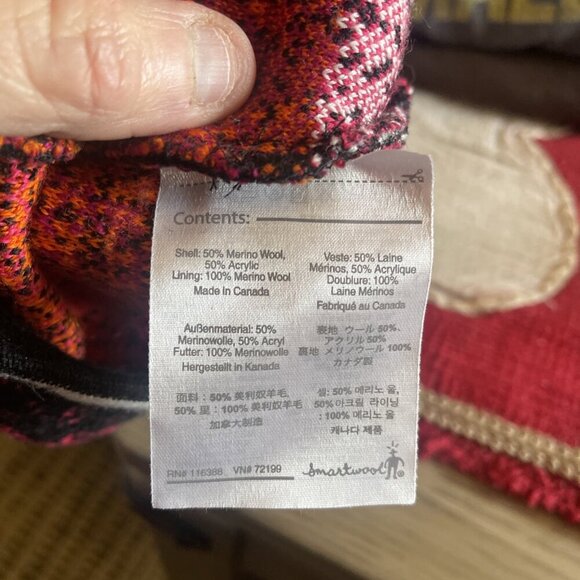 Contents:
Shell: 50% Merino Wool,
50% Acrylic
Lining: 100% Merino Wool
Made in Canada
Veste: 50% Laine
Mérinos, 50% Acrylique
Doublure: 100%
Laine Mérinos
Fabriqué au Canada
Außenmaterial: 50%
Merinowolle, 50% Acryl
Futter: 100% Merinowolle
Hergestellt in Kanada
表地 ウール 50%、
アクリル 50%
裏地 メリノウール 100%
カナダ製
面料: 50% 美利奴羊毛
50% 里: 100% 美利奴羊毛
加拿大制造
셸: 50% 메리노 울,
50% 아크릴 라이닝
: 100% 메리노 울
캐나다 제품
RN# 116388 VN# 72199
Smartwool